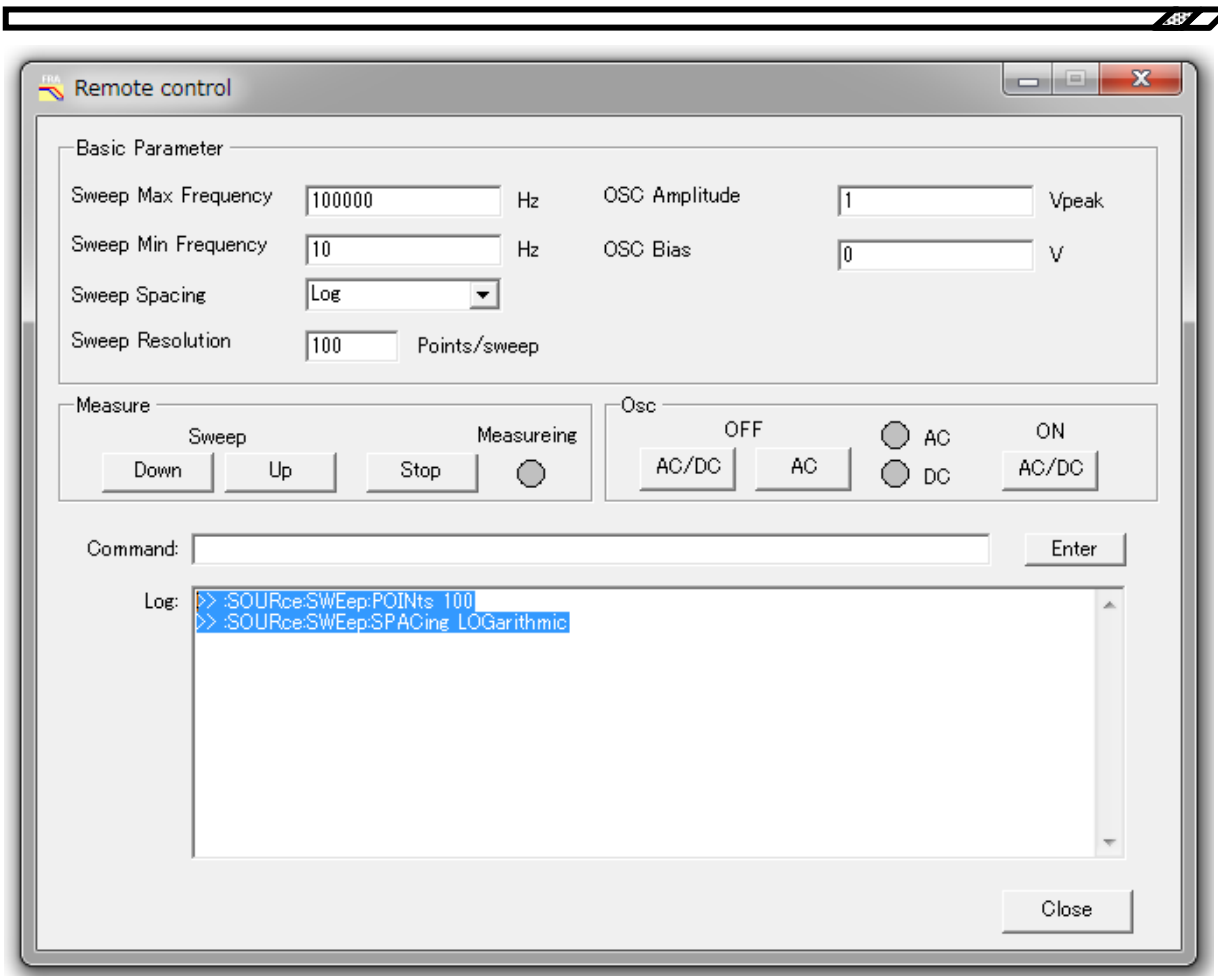 FRA
Remote control
Basic Parameter
Sweep Max Frequency 100000 Hz OSC Amplitude 1 Vpeak
Sweep Min Frequency 10 Hz OSC Bias 0 V
Sweep Spacing Log
Sweep Resolution 100 Points/sweep
Measure
Sweep Measureing
Down Up Stop
Osc
OFF AC ON
AC/DC AC DC AC/DC
Command: Enter
Log: >> :SOURce:SWEep:POINts 100
>> :SOURce:SWEep:SPACing LOGarithmic
Close